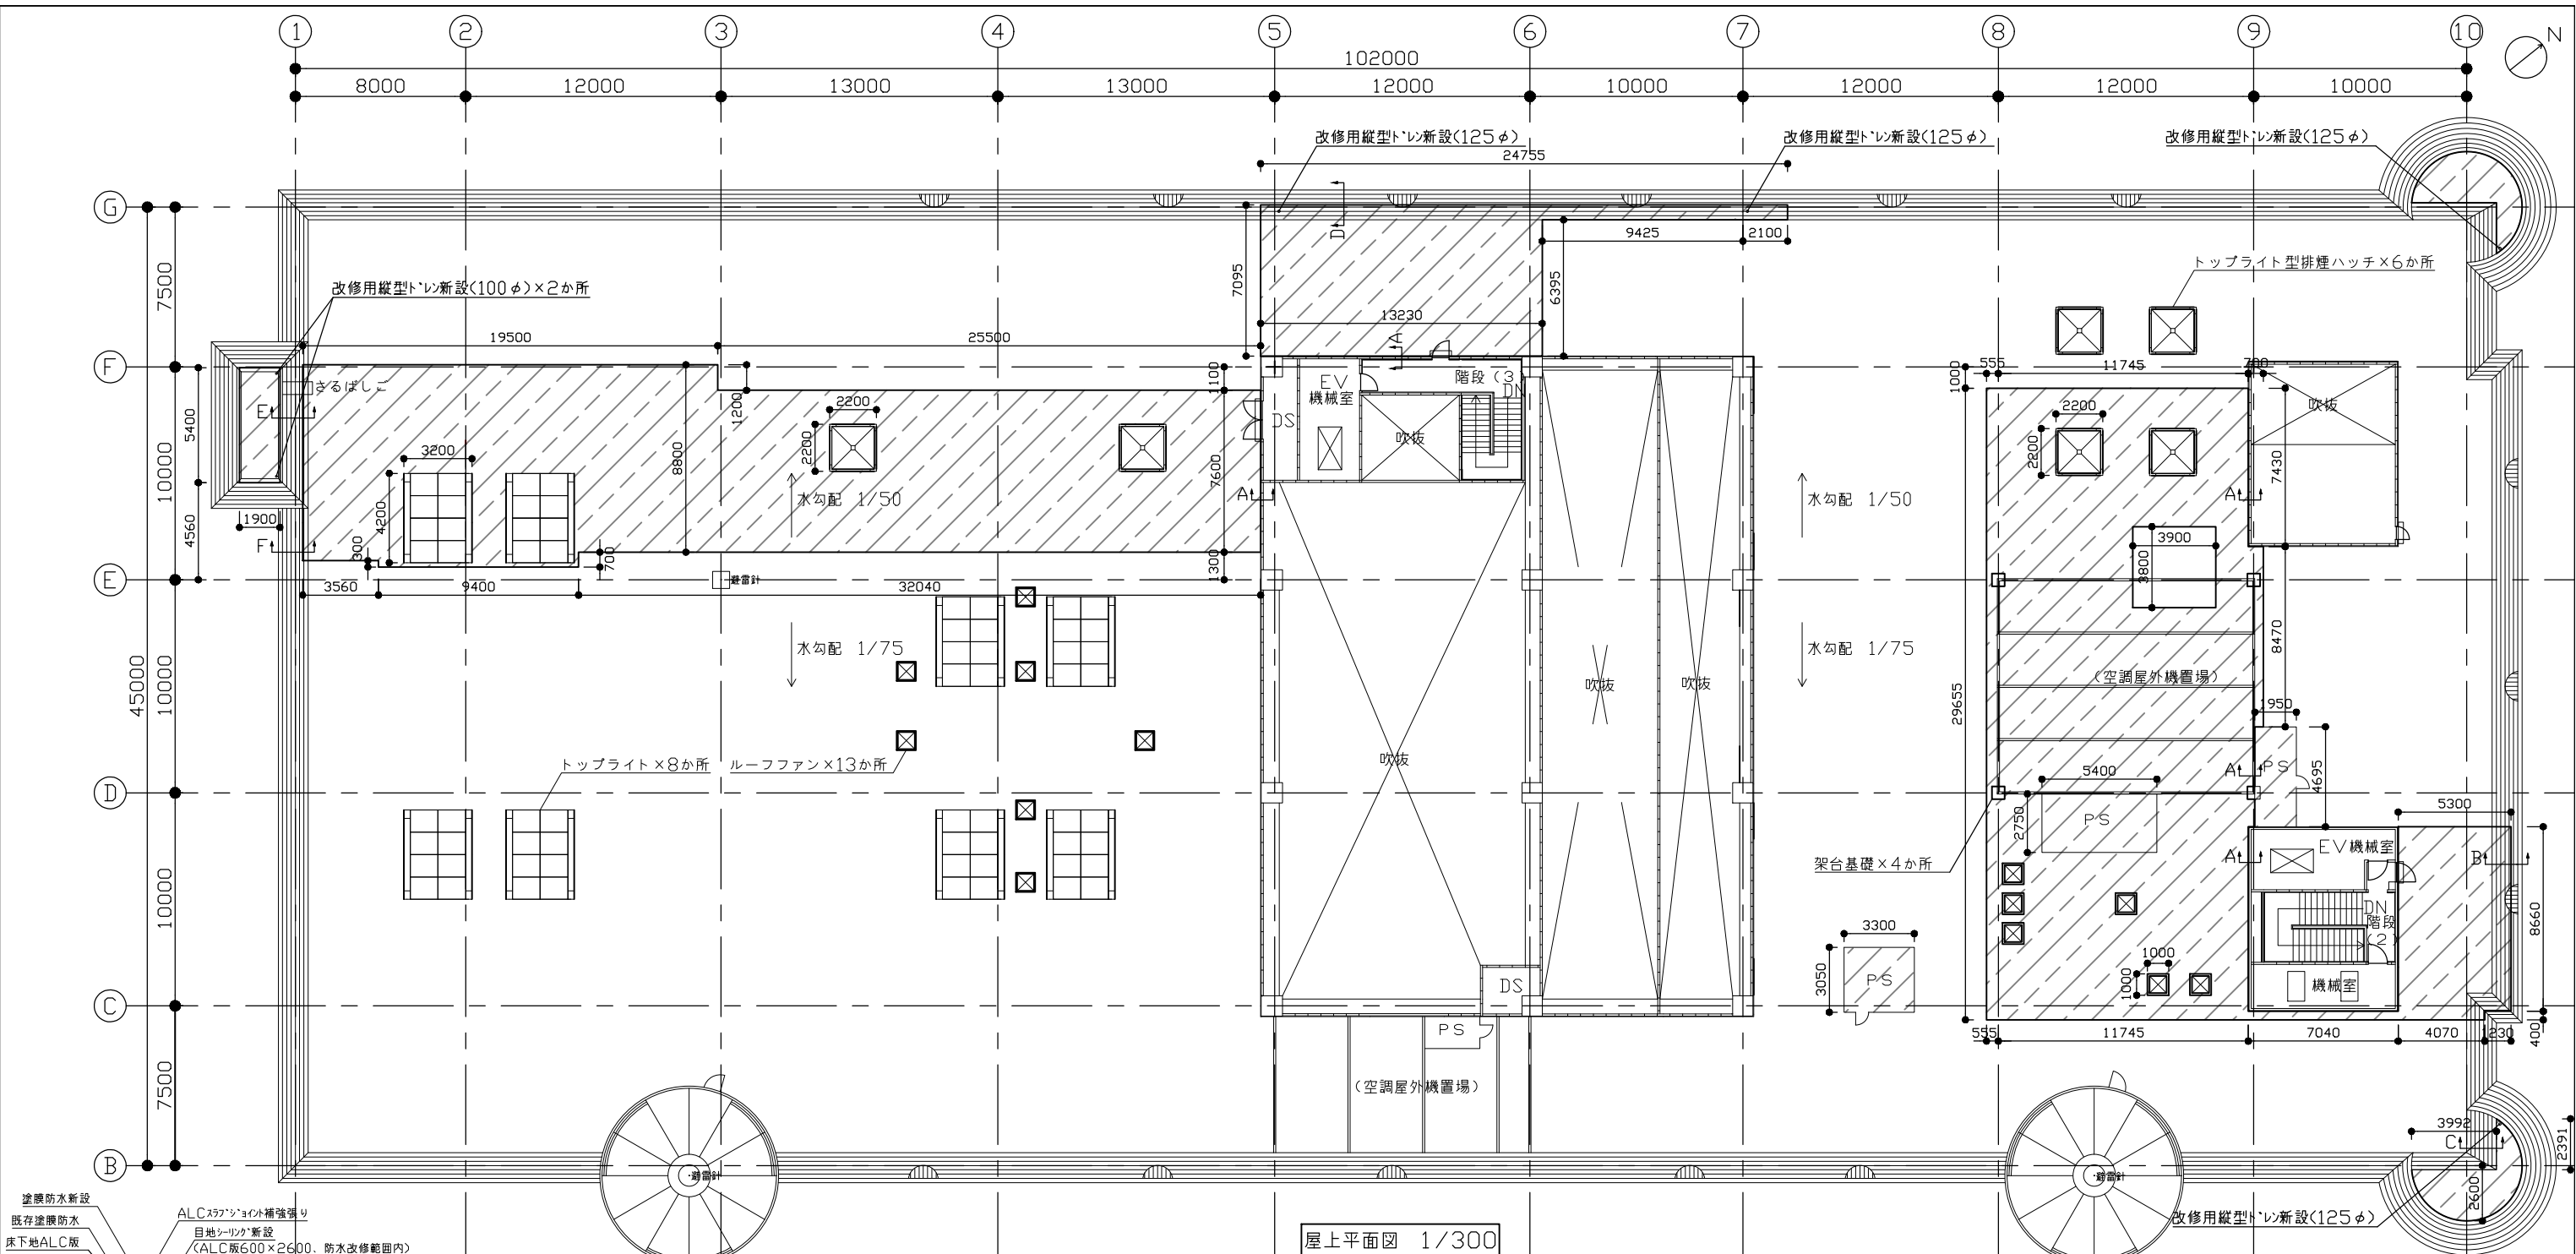 1 2 3 4 5 6 7 8 9 10 N
102000
8000 12000 13000 13000 12000 10000 12000 12000 10000
改修用縦型ドレン新設(125φ) 改修用縦型ドレン新設(125φ) 改修用縦型ドレン新設(125φ)
24755
G
D
9425 2100
7095 6395
7500
トップライト型排煙ハッチ×6か所
改修用縦型ドレン新設(100φ)×2か所
13230
19500 25500
F
A
さるばしご
1100 1200
EV
機械室
階段(3)
DN
DS
吹抜
555 11745 700
1000
吹抜
E
5400
2200
2200
3200
8800
7600
10000
4200
水勾配 1/50
A
水勾配 1/50
2200
2200
7430
A
1900
4560
F
300
700
1300
3900
3800
E
避雷針
3560 9400 32040
45000
10000
水勾配 1/75
水勾配 1/75
8470
29655
(空調屋外機置場)
吹抜 吹抜
1950
吹抜
トップライト×8か所 ルーフファン×13か所
A PS
4695
D
5400
2750
PS
5300
架台基礎×4か所
A
EV機械室
B
10000
DN
階段
(2)
8660
3300
3050
PS
1000
1000
機械室
DS
C
PS
555 11745 7040 4070 1230
400
7500
(空調屋外機置場)
3992
C
2391
B
避雷針 避雷針
2600
改修用縦型ドレン新設(125φ)
塗膜防水新設
既存塗膜防水
床下地ALC版
ALCスラブジョイント補強張り
目地シーリング新設
(ALC版600×2600、防水改修範囲内)
屋上平面図 1/300